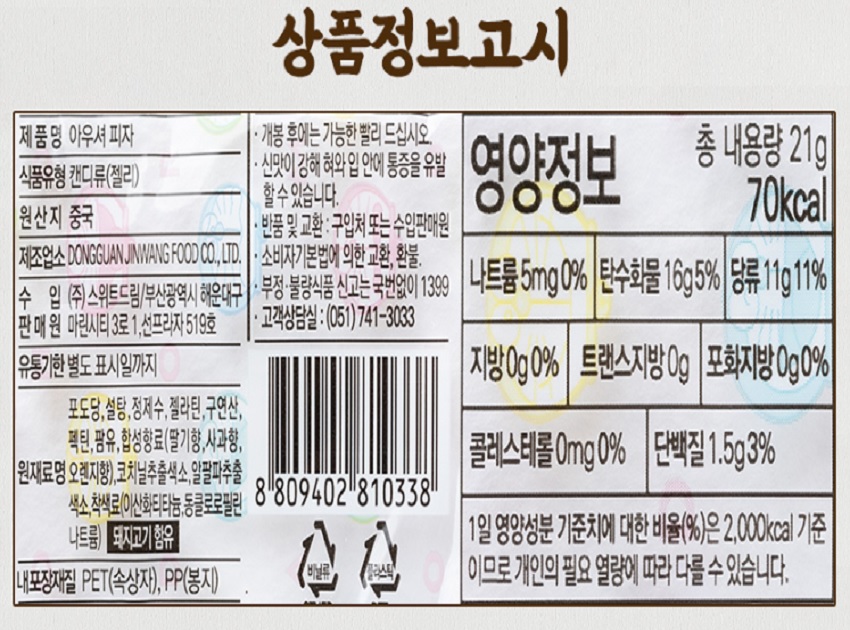 상품정보고시
제품명 아우셔 피자
식품유형 캔디류(젤리)
원산지 중국
제조업소 DONGGUAN JINWANG FOOD CO., LTD.
수입 (주)스위트드림/부산광역시 해운대구
판매원 마린시티 3로 1, 선프라자 519호
유통기한 별도 표시일까지
원재료명
포도당, 설탕, 정제수, 젤라틴, 구연산,
펙틴, 팜유, 합성향료(딸기향, 사과향,
오렌지향), 코치닐추출색소, 알팔파추출
색소, 착색료(이산화티타늄, 동클로로필린
나트륨) 돼지고기 함유
내포장재질 PET(속상자), PP(봉지)
· 개봉 후에는 가능한 빨리 드십시오.
· 신맛이 강해 혀와 입 안에 통증을 유발
할 수 있습니다.
· 반품 및 교환 : 구입처 또는 수입판매원
· 소비자기본법에 의한 교환, 환불.
· 부정·불량식품 신고는 국번없이 1399
· 고객상담실 : (051) 741-3033
8 809402 810338
비닐류
플라스틱
영양정보
총 내용량 21g
70kcal
나트륨 5mg 0% 탄수화물 16g 5% 당류 11g 11%
지방 0g 0% 트랜스지방 0g 포화지방 0g 0%
콜레스테롤 0mg 0% 단백질 1.5g 3%
1일 영양성분 기준치에 대한 비율(%)은 2,000kcal 기준
이므로 개인의 필요 열량에 따라 다를 수 있습니다.